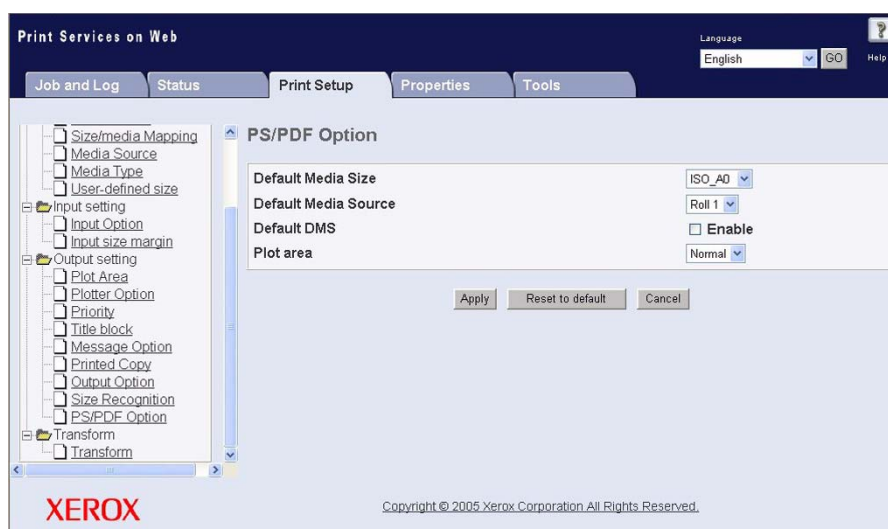 Print Services on Web
Language
English
GO
?
Help
Job and Log
Status
Print Setup
Properties
Tools
Size/media Mapping
Media Source
Media Type
User-defined size
Input setting
Input Option
Input size margin
Output setting
Plot Area
Plotter Option
Priority
Title block
Message Option
Printed Copy
Output Option
Size Recognition
PS/PDF Option
Transform
Transform
PS/PDF Option
Default Media Size
ISO_A0
Default Media Source
Roll 1
Default DMS
Enable
Plot area
Normal
Apply
Reset to default
Cancel
XEROX
Copyright © 2005 Xerox Corporation All Rights Reserved.